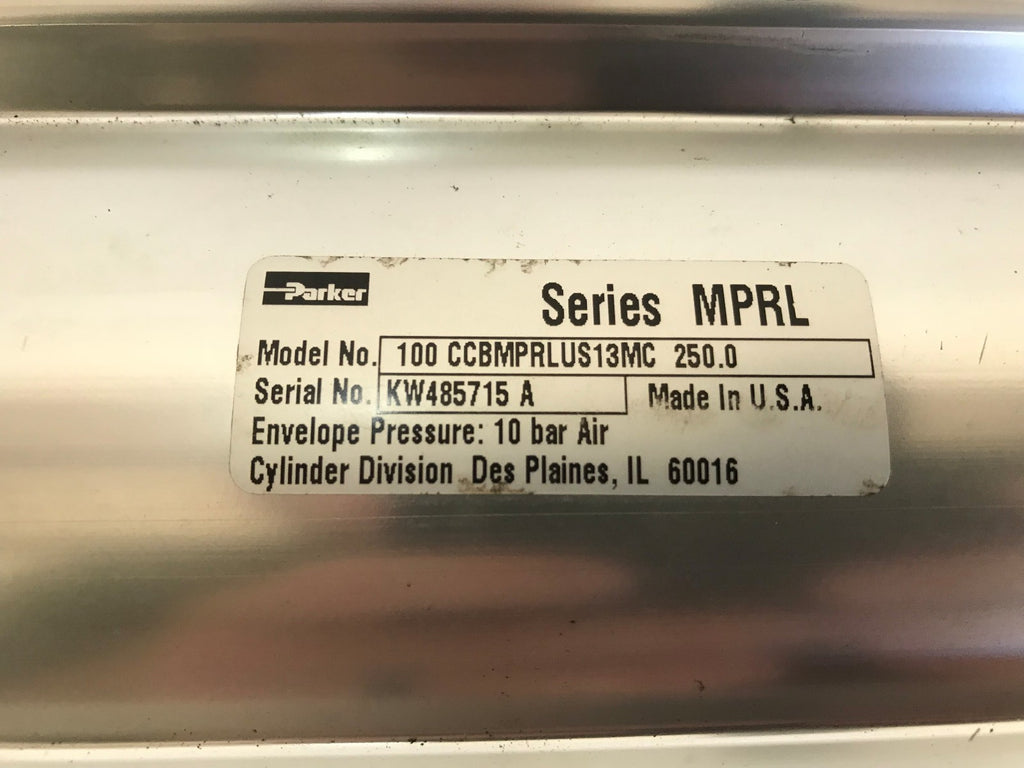 Parker
Series MPRL
Model No. 100 CCBMPRLUS13MC 250.0
Serial No. KW485715 A Made In U.S.A.
Envelope Pressure: 10 bar Air
Cylinder Division Des Plaines, IL 60016